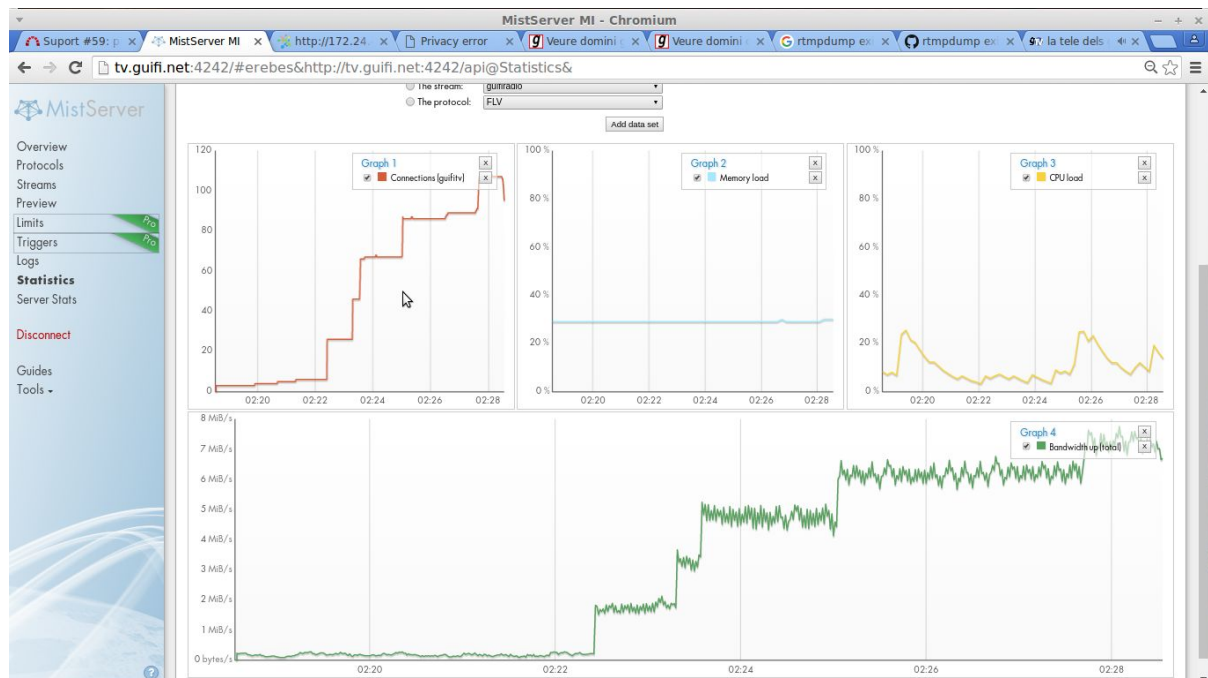 MistServer MI - Chromium
Suport #59: p
MistServer MI
http://172.24.
Privacy error
Veure domini
Veure domini
rtmpdump ex
rtmpdump ex
la tele dels
tv.guifi.net:4242/#erebes&http://tv.guifi.net:4242/api@Statistics&
MistServer
Overview
Protocols
Streams
Preview
Limits
Pro
Triggers
Pro
Logs
Statistics
Server Stats
Disconnect
Guides
Tools
The stream: guifiradio
The protocol: FLV
Add data set
Graph 1
Connections (guifitv)
120
100
80
60
40
20
0
02:20 02:22 02:24 02:26 02:28
Graph 2
Memory load
100 %
80 %
60 %
40 %
20 %
0 %
02:20 02:22 02:24 02:26 02:28
Graph 3
CPU load
100 %
80 %
60 %
40 %
20 %
0 %
02:20 02:22 02:24 02:26 02:28
Graph 4
Bandwidth up (total)
8 MiB/s
7 MiB/s
6 MiB/s
5 MiB/s
4 MiB/s
3 MiB/s
2 MiB/s
1 MiB/s
0 bytes/s
02:20 02:22 02:24 02:26 02:28